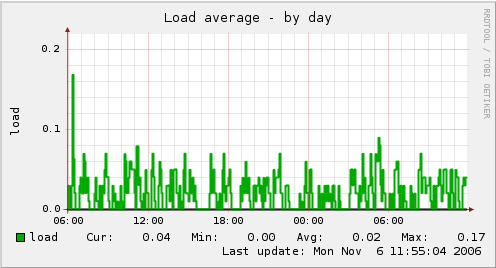 Load average - by day
RRDTOOL / TOBI OETIKER
load
0.2
0.1
0.0
06:00 12:00 18:00 00:00 06:00
load Cur: 0.04 Min: 0.00 Avg: 0.02 Max: 0.17
Last update: Mon Nov 6 11:55:04 2006